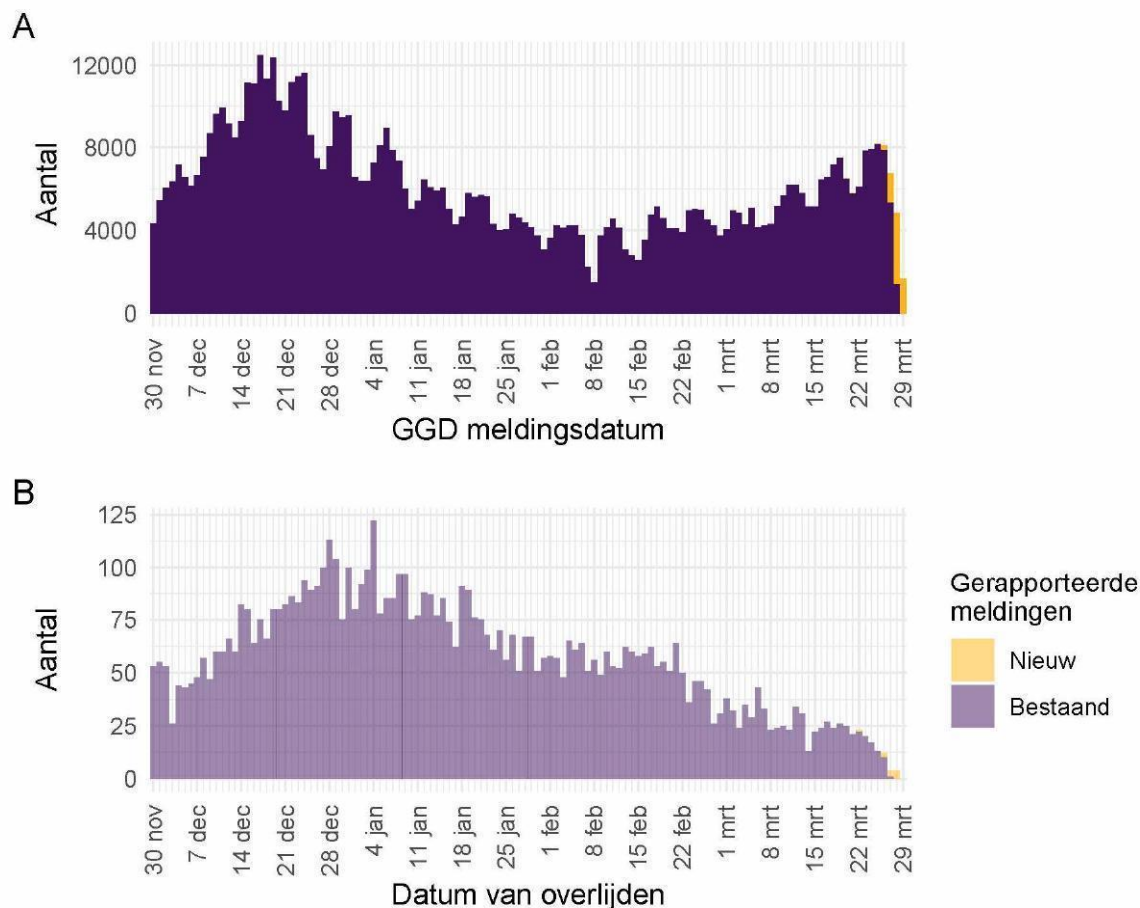 A
12000
8000
4000
0
Aantal
30 nov
7 dec
14 dec
21 dec
28 dec
4 jan
11 jan
18 jan
25 jan
1 feb
8 feb
15 feb
22 feb
1 mrt
8 mrt
15 mrt
22 mrt
29 mrt
GGD meldingsdatum
B
125
100
75
50
25
0
Aantal
30 nov
7 dec
14 dec
21 dec
28 dec
4 jan
11 jan
18 jan
25 jan
1 feb
8 feb
15 feb
22 feb
1 mrt
8 mrt
15 mrt
22 mrt
29 mrt
Datum van overlijden
Gerapporteerde
meldingen
Nieuw
Bestaand